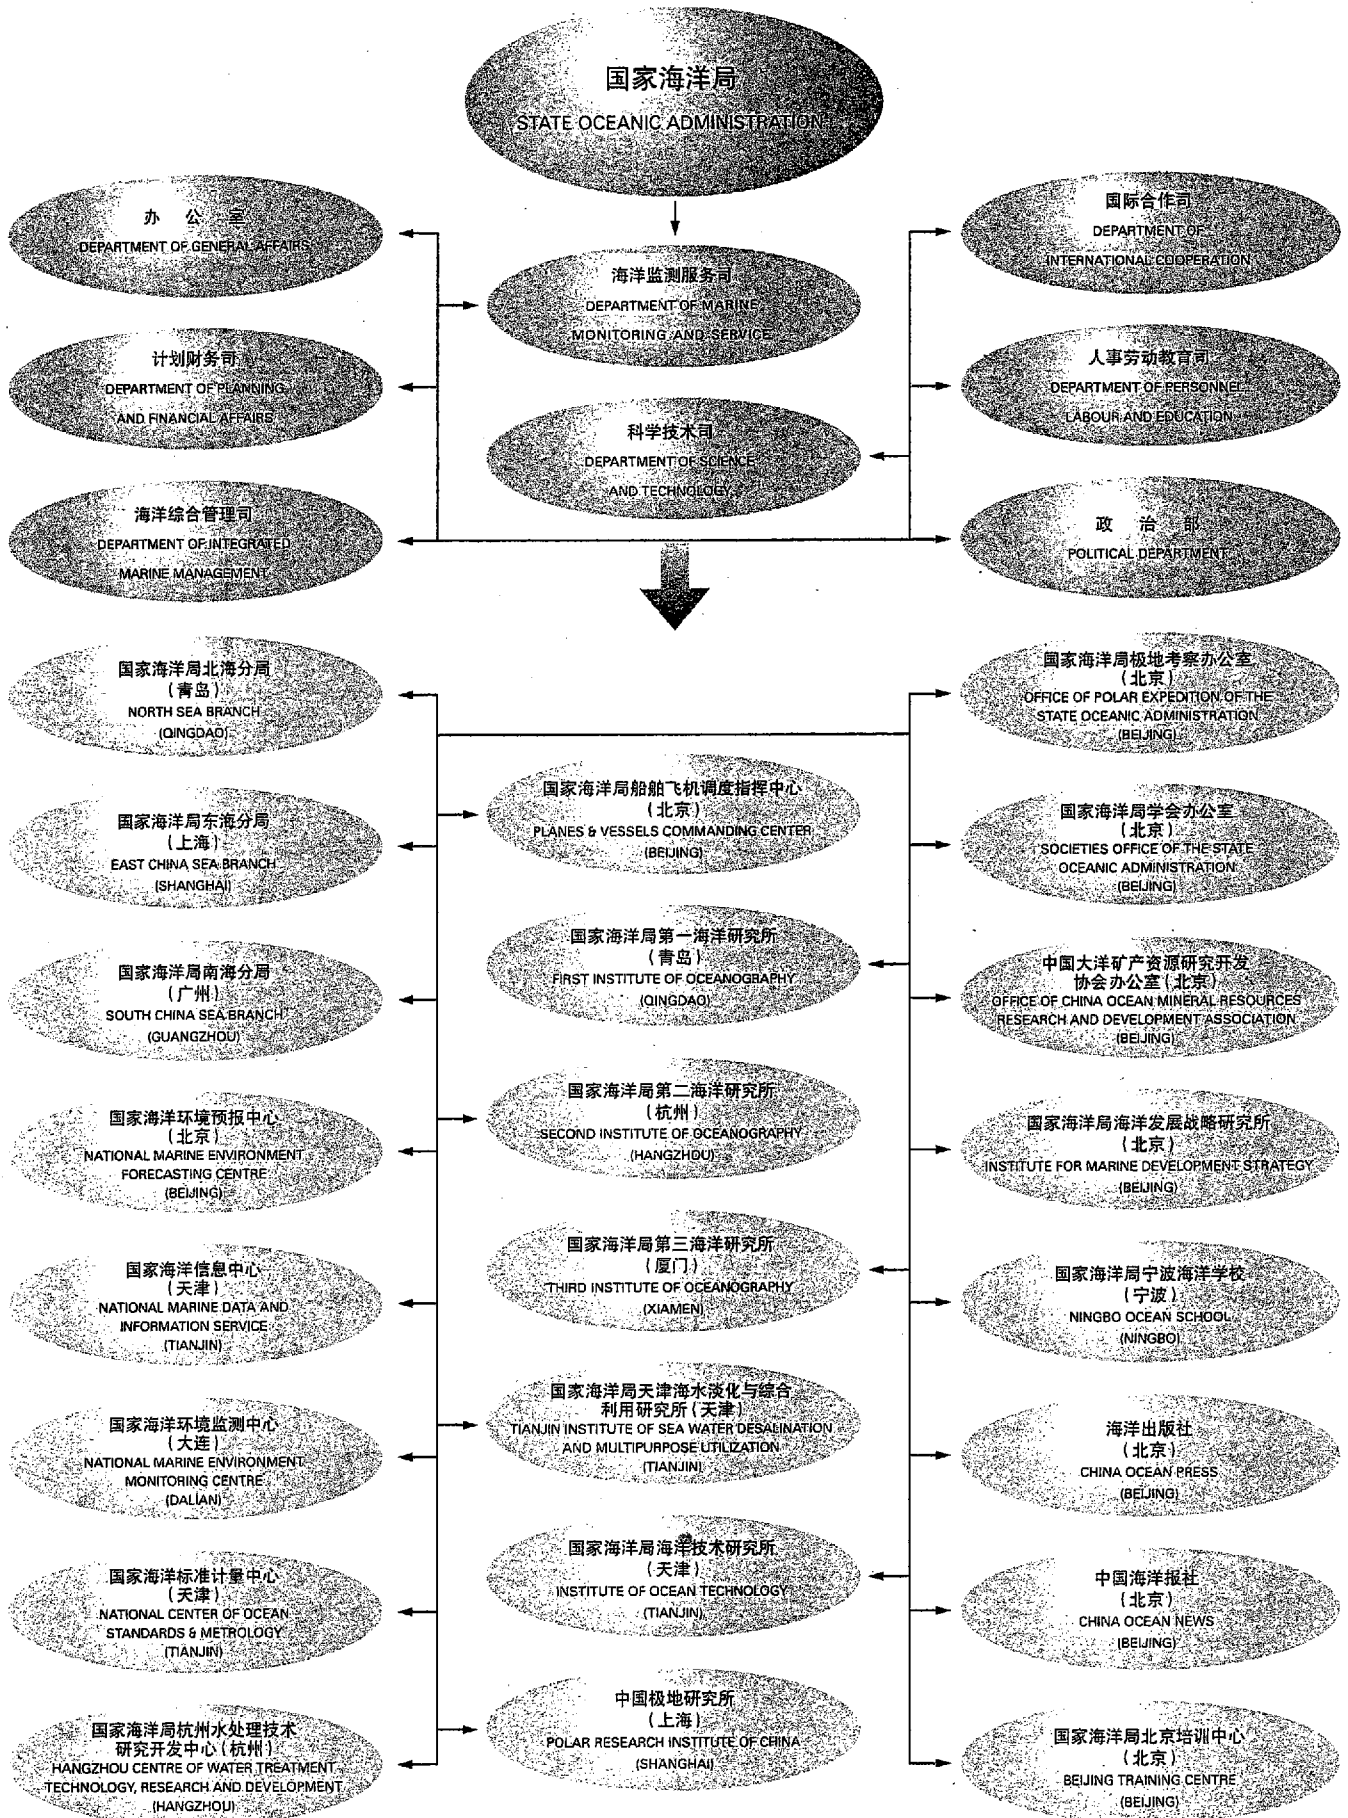 国家海洋局
STATE OCEANIC ADMINISTRATION
办 公 室
DEPARTMENT OF GENERAL AFFAIRS
国际合作司
DEPARTMENT OF
INTERNATIONAL COOPERATION
海洋监测服务司
DEPARTMENT OF MARINE
MONITORING AND SERVICE
计划财务司
DEPARTMENT OF PLANNING
AND FINANCIAL AFFAIRS
人事劳动教育司
DEPARTMENT OF PERSONNEL
LABOUR AND EDUCATION
科学技术司
DEPARTMENT OF SCIENCE
AND TECHNOLOGY
海洋综合管理司
DEPARTMENT OF INTEGRATED
MARINE MANAGEMENT
政 治 部
POLITICAL DEPARTMENT
国家海洋局北海分局
(青岛)
NORTH SEA BRANCH
(QINGDAO)
国家海洋局极地考察办公室
(北京)
OFFICE OF POLAR EXPEDITION OF THE
STATE OCEANIC ADMINISTRATION
(BEIJING)
国家海洋局船舶飞机调度指挥中心
(北京)
PLANES & VESSELS COMMANDING CENTER
(BEIJING)
国家海洋局东海分局
(上海)
EAST CHINA SEA BRANCH
(SHANGHAI)
国家海洋局学会办公室
(北京)
SOCIETIES OFFICE OF THE STATE
OCEANIC ADMINISTRATION
(BEIJING)
国家海洋局第一海洋研究所
(青岛)
FIRST INSTITUTE OF OCEANOGRAPHY
(QINGDAO)
国家海洋局南海分局
(广州)
SOUTH CHINA SEA BRANCH
(GUANGZHOU)
中国大洋矿产资源研究开发
协会办公室(北京)
OFFICE OF CHINA OCEAN MINERAL RESOURCES
RESEARCH AND DEVELOPMENT ASSOCIATION
(BEIJING)
国家海洋局第二海洋研究所
(杭州)
SECOND INSTITUTE OF OCEANOGRAPHY
(HANGZHOU)
国家海洋环境预报中心
(北京)
NATIONAL MARINE ENVIRONMENT
FORECASTING CENTRE
(BEIJING)
国家海洋局海洋发展战略研究所
(北京)
INSTITUTE FOR MARINE DEVELOPMENT STRATEGY
(BEIJING)
国家海洋局第三海洋研究所
(厦门)
THIRD INSTITUTE OF OCEANOGRAPHY
(XIAMEN)
国家海洋信息中心
(天津)
NATIONAL MARINE DATA AND
INFORMATION SERVICE
(TIANJIN)
国家海洋局宁波海洋学校
(宁波)
NINGBO OCEAN SCHOOL
(NINGBO)
国家海洋局天津海水淡化与综合
利用研究所(天津)
TIANJIN INSTITUTE OF SEA WATER DESALINATION
AND MULTIPURPOSE UTILIZATION
(TIANJIN)
国家海洋环境监测中心
(大连)
NATIONAL MARINE ENVIRONMENT
MONITORING CENTRE
(DALIAN)
海洋出版社
(北京)
CHINA OCEAN PRESS
(BEIJING)
国家海洋局海洋技术研究所
(天津)
INSTITUTE OF OCEAN TECHNOLOGY
(TIANJIN)
国家海洋标准计量中心
(天津)
NATIONAL CENTER OF OCEAN
STANDARDS & METROLOGY
(TIANJIN)
中国海洋报社
(北京)
CHINA OCEAN NEWS
(BEIJING)
中国极地研究所
(上海)
POLAR RESEARCH INSTITUTE OF CHINA
(SHANGHAI)
国家海洋局杭州水处理技术
研究开发中心(杭州)
HANGZHOU CENTRE OF WATER TREATMENT
TECHNOLOGY, RESEARCH AND DEVELOPMENT
(HANGZHOU)
国家海洋局北京培训中心
(北京)
BEIJING TRAINING CENTRE
(BEIJING)